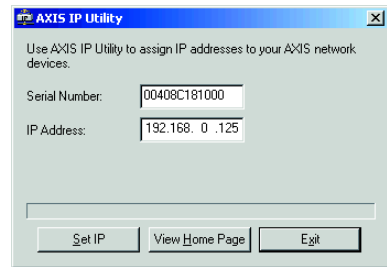 AXIS IP Utility
Use AXIS IP Utility to assign IP addresses to your AXIS network
devices.
Serial Number: 00408C181000
IP Address: 192.168. 0 .125
Set IP View Home Page Exit